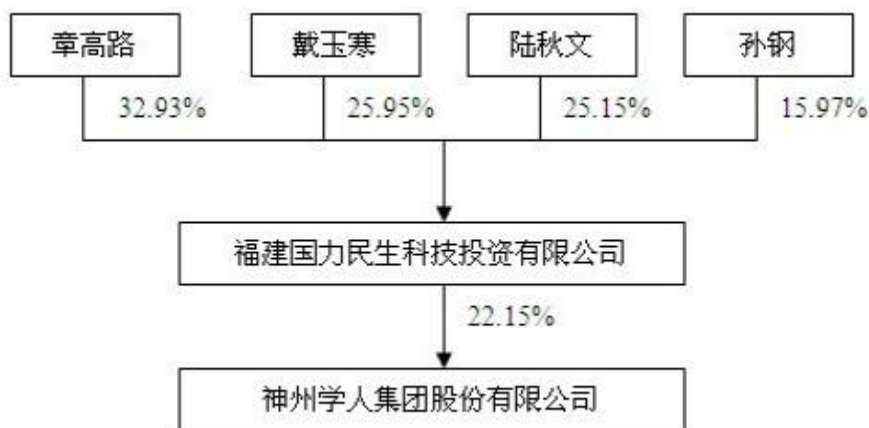 章高路
戴玉寒
陆秋文
孙钢
32.93%
25.95%
25.15%
15.97%
福建国力民生科技投资有限公司
22.15%
神州学人集团股份有限公司